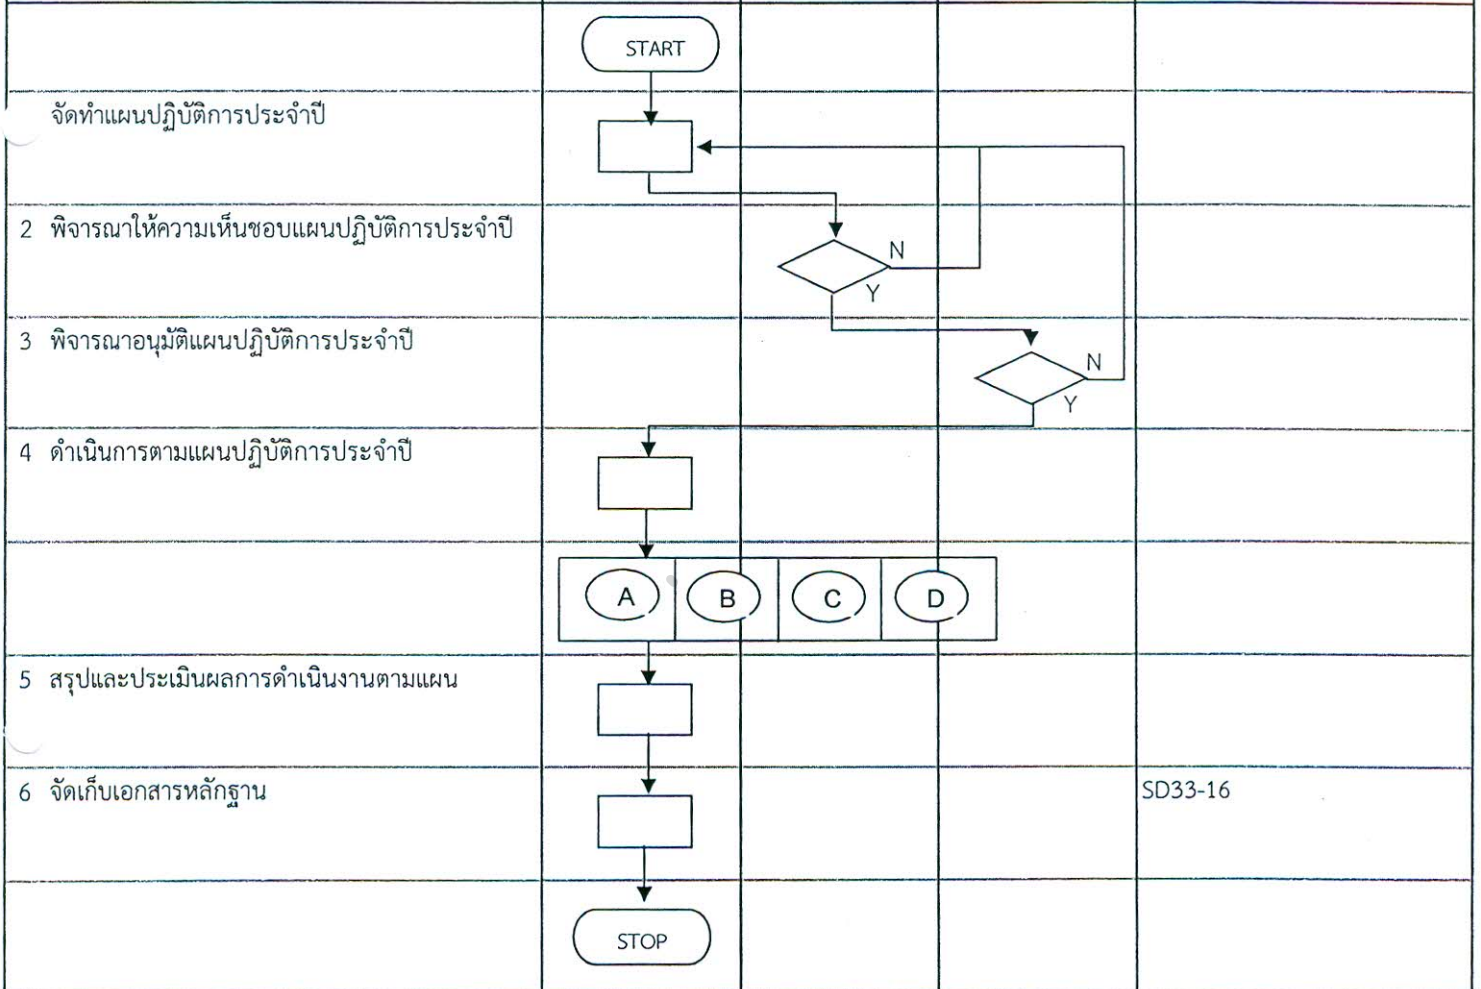 START
จัดทำแผนปฏิบัติการประจำปี
2 พิจารณาให้ความเห็นชอบแผนปฏิบัติการประจำปี
N
Y
3 พิจารณาอนุมัติแผนปฏิบัติการประจำปี
N
Y
4 ดำเนินการตามแผนปฏิบัติการประจำปี
A B C D
5 สรุปและประเมินผลการดำเนินงานตามแผน
6 จัดเก็บเอกสารหลักฐาน SD33-16
STOP